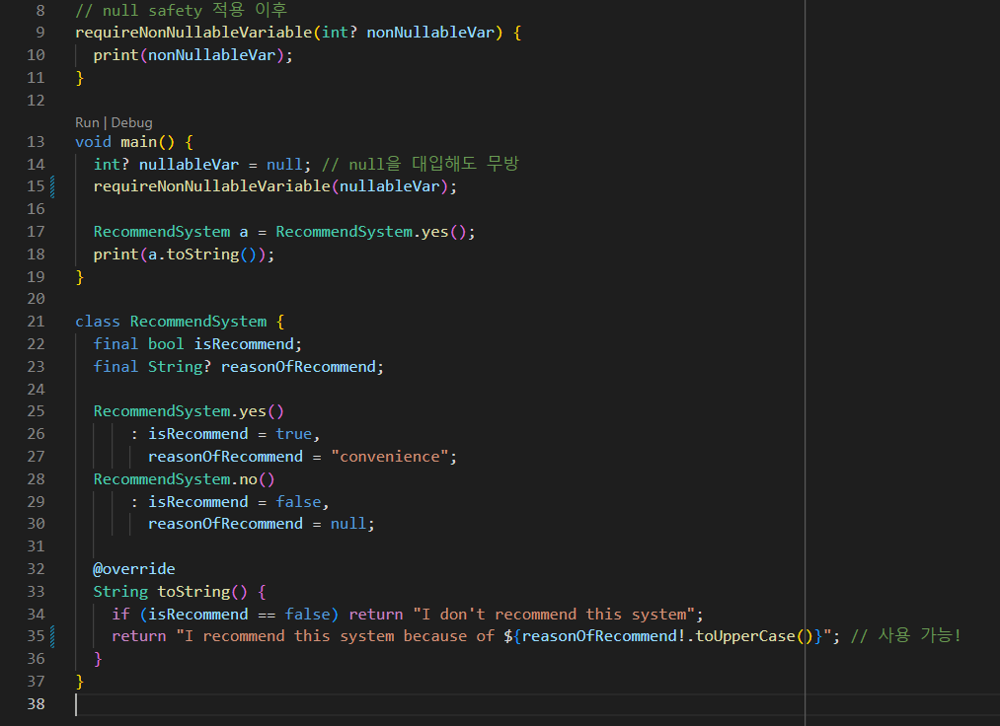 8 // null safety 적용 이후
9 requireNonNullableVariable(int? nonNullableVar) {
10 print(nonNullableVar);
11 }
12
Run | Debug
13 void main() {
14 int? nullableVar = null; // null을 대입해도 무방
15 requireNonNullableVariable(nullableVar);
16
17 RecommendSystem a = RecommendSystem.yes();
18 print(a.toString());
19 }
20
21 class RecommendSystem {
22 final bool isRecommend;
23 final String? reasonOfRecommend;
24
25 RecommendSystem.yes()
26 : isRecommend = true,
27 reasonOfRecommend = "convenience";
28 RecommendSystem.no()
29 : isRecommend = false,
30 reasonOfRecommend = null;
31
32 @override
33 String toString() {
34 if (isRecommend == false) return "I don't recommend this system";
35 return "I recommend this system because of ${reasonOfRecommend!.toUpperCase()}"; // 사용 가능!
36 }
37 }
38